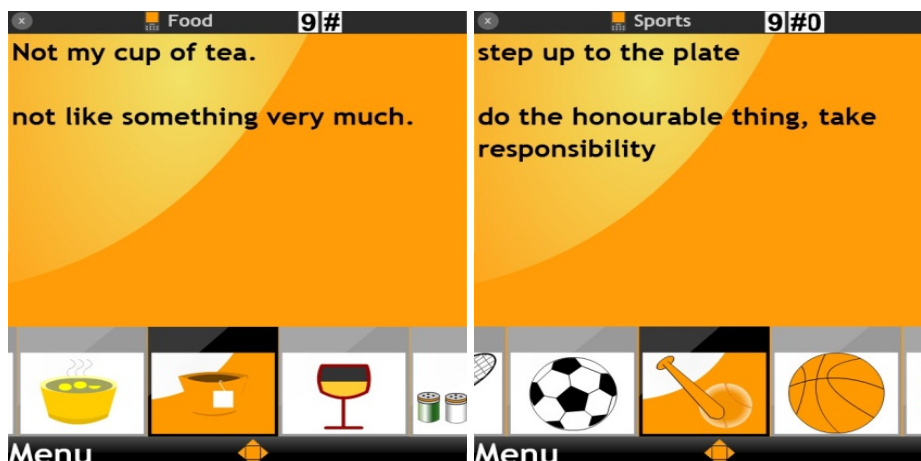 Food 9#
Not my cup of tea.
not like something very much.
Menu
Sports 9#0
step up to the plate
do the honourable thing, take
responsibility
Menu